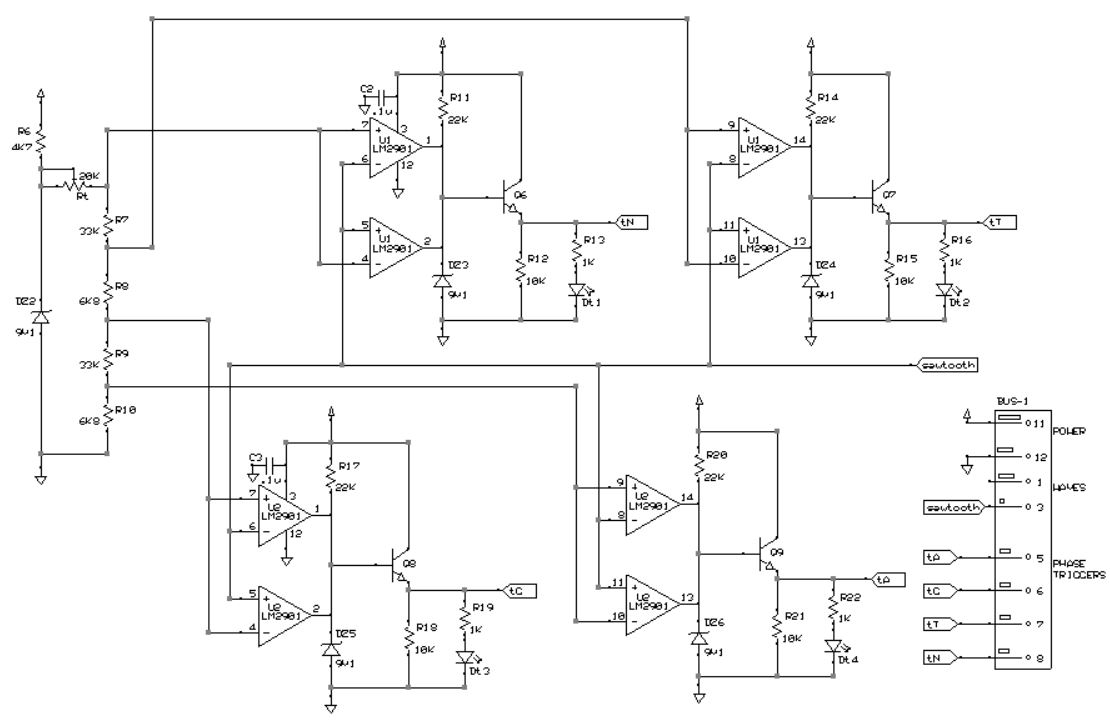 C2
.1u
R11
22K
7
3
1
U1
LM2901
6
12
5
2
U1
LM2901
4
DZ3
9v1
Q6
tN
R12
10K
R13
1K
Dt1
R14
22K
9
14
U1
LM2901
8
11
13
U1
LM2901
10
DZ4
9v1
Q7
tT
R15
10K
R16
1K
Dt2
R6
4K7
20K
Rt
R7
33K
DZ2
9v1
R8
6K8
R9
33K
R10
6K8
sawtooth
C3
.1u
R17
22K
7
3
1
U2
LM2901
6
12
5
2
U2
LM2901
4
DZ5
9v1
Q8
tC
R18
10K
R19
1K
Dt3
R20
22K
9
14
U2
LM2901
8
11
13
U2
LM2901
10
DZ6
9v1
Q9
tA
R21
10K
R22
1K
Dt4
BUS-1
11
POWER
12
1
WAVES
sawtooth
3
tA
5
PHASE
TRIGGERS
tC
6
tT
7
tN
8